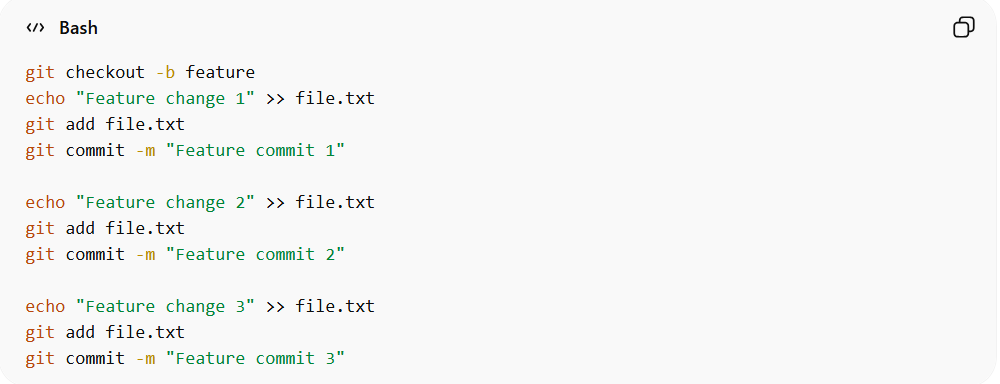 Bash
git checkout -b feature
echo "Feature change 1" >> file.txt
git add file.txt
git commit -m "Feature commit 1"
echo "Feature change 2" >> file.txt
git add file.txt
git commit -m "Feature commit 2"
echo "Feature change 3" >> file.txt
git add file.txt
git commit -m "Feature commit 3"